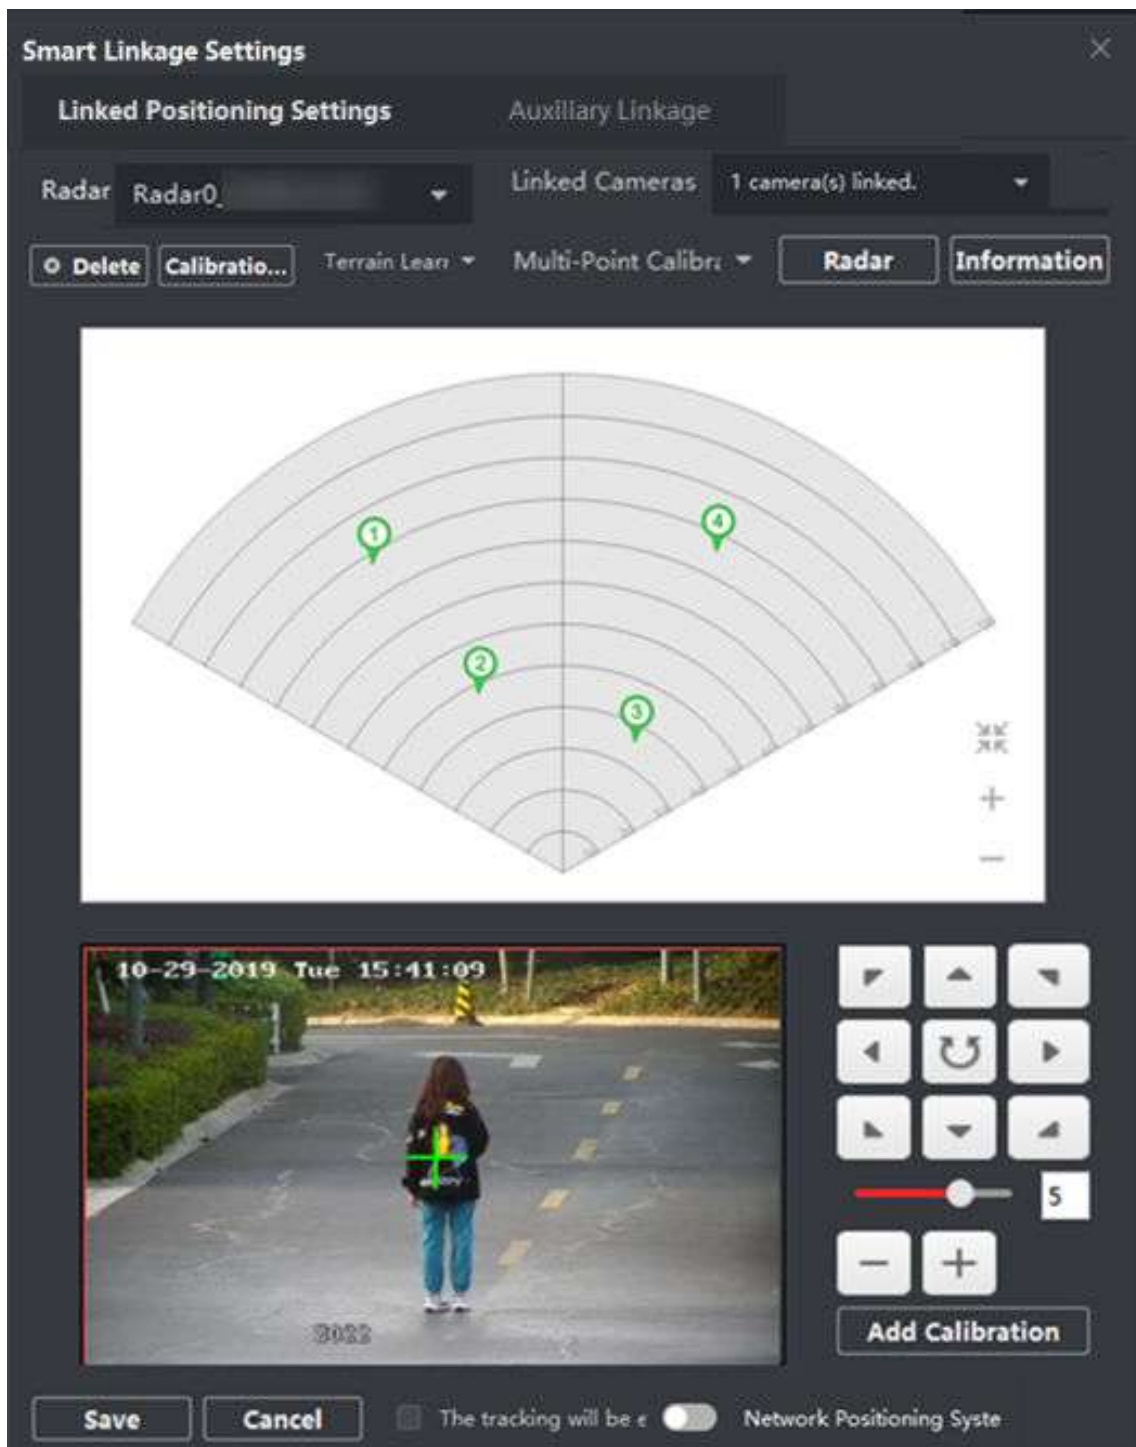 Smart Linkage Settings
Linked Positioning Settings Auxiliary Linkage
Radar Radar0_ Linked Cameras 1 camera(s) linked.
Delete Calibratio... Terrain Learr Multi-Point Calibra Radar Information
1
4
2
3
10-29-2019 Tue 15:41:09
2022
5
Add Calibration
Save Cancel The tracking will be e Network Positioning Syste